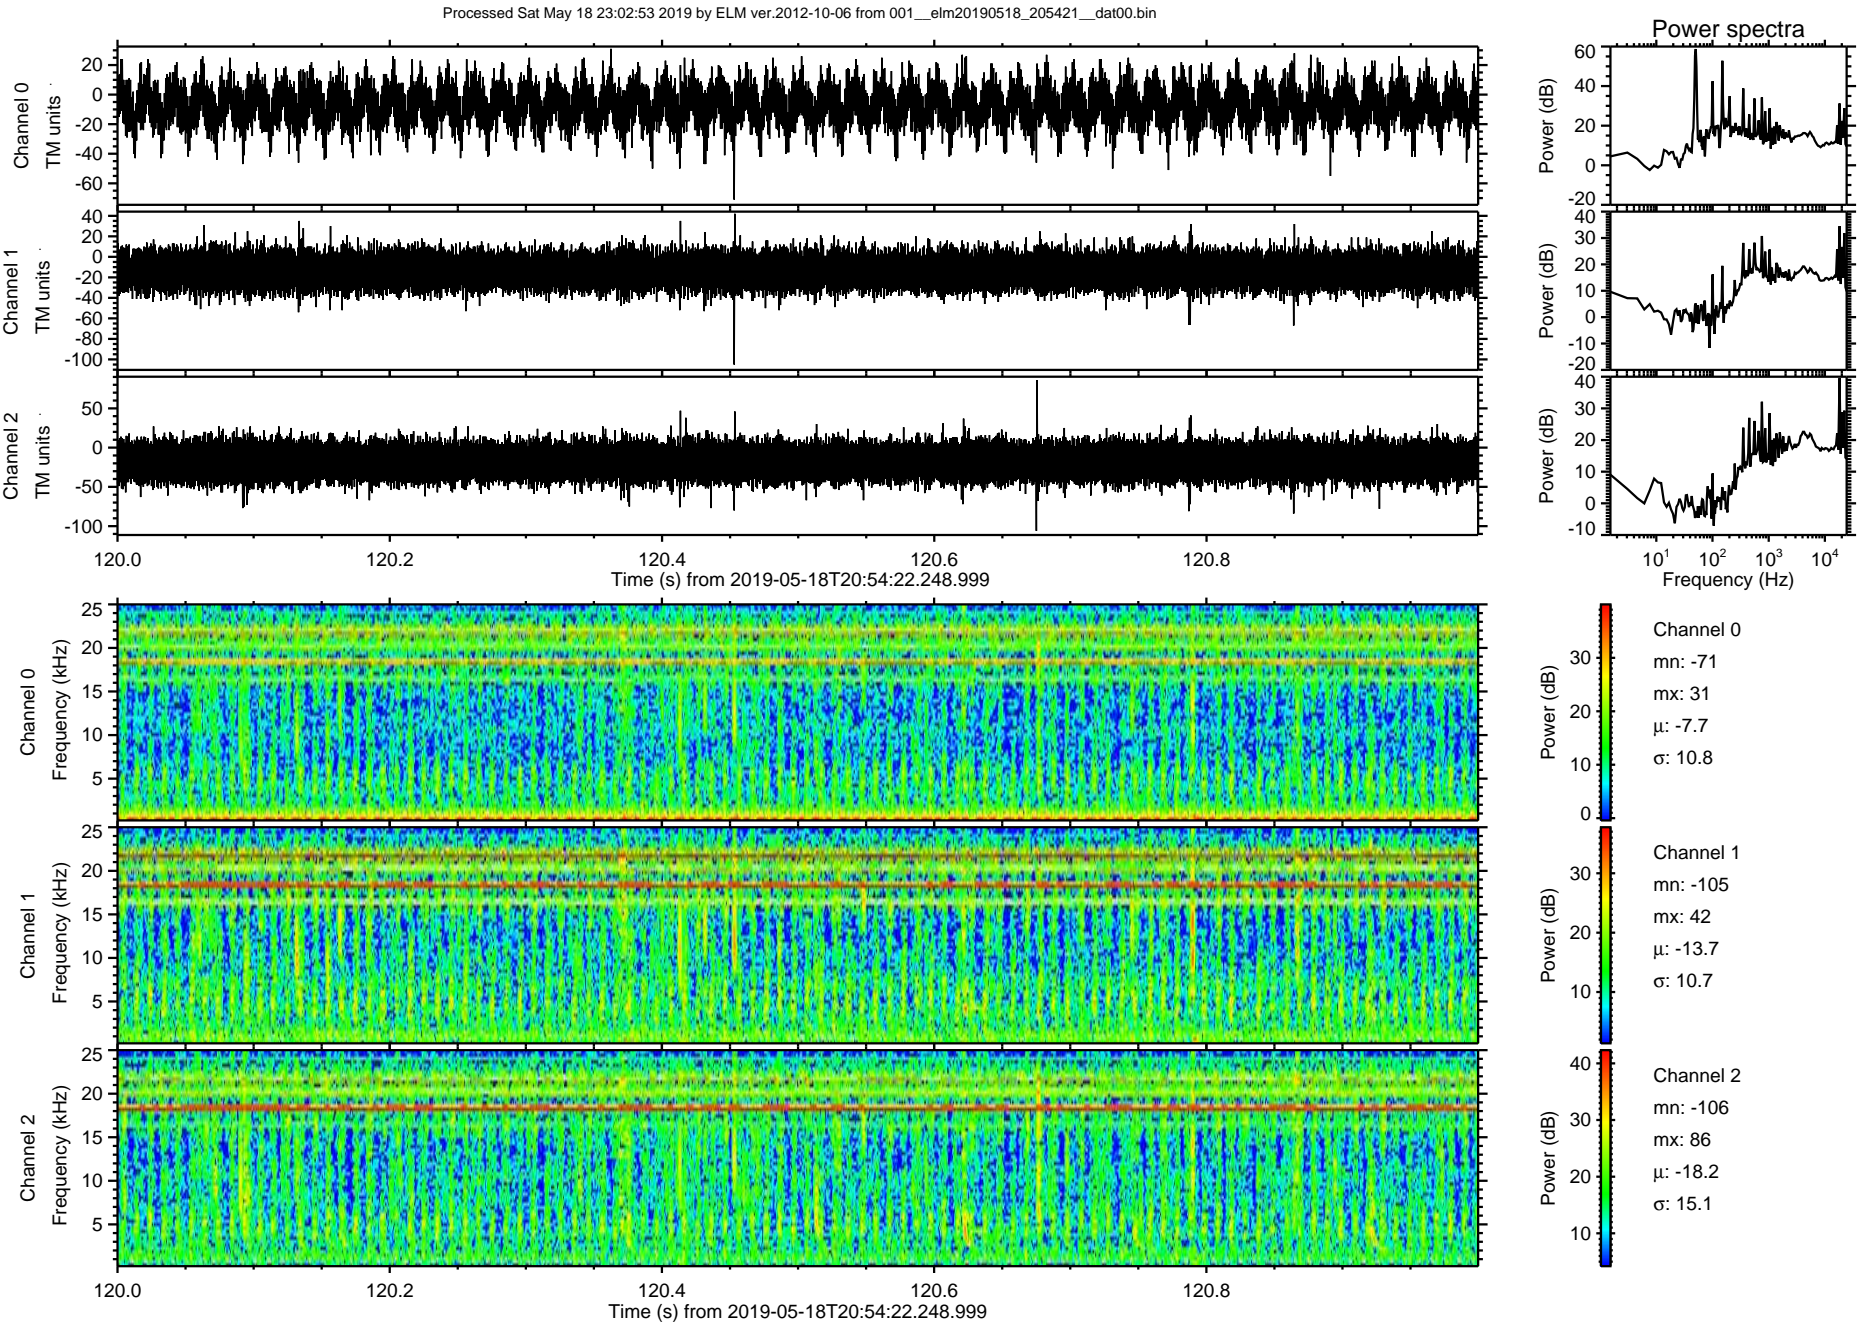 Processed Sat May 18 23:02:53 2019 by ELM ver.2012-10-06 from 001__elm20190518_205421__dat00.bin
Power spectra
Channel 0
TM units
20
0
-20
-40
-60
Power (dB)
60
40
20
0
-20
Channel 1
TM units
40
20
0
-20
-40
-60
-80
-100
Power (dB)
40
30
20
10
0
-10
-20
Channel 2
TM units
50
0
-50
-100
Power (dB)
40
30
20
10
0
-10
120.0 120.2 120.4 120.6 120.8
Time (s) from 2019-05-18T20:54:22.248.999
10^1 10^2 10^3 10^4
Frequency (Hz)
Channel 0
Frequency (kHz)
25
20
15
10
5
Power (dB)
30
20
10
0
Channel 0
mn: -71
mx: 31
μ: -7.7
σ: 10.8
Channel 1
Frequency (kHz)
25
20
15
10
5
Power (dB)
30
20
10
Channel 1
mn: -105
mx: 42
μ: -13.7
σ: 10.7
Channel 2
Frequency (kHz)
25
20
15
10
5
Power (dB)
40
30
20
10
Channel 2
mn: -106
mx: 86
μ: -18.2
σ: 15.1
120.0 120.2 120.4 120.6 120.8
Time (s) from 2019-05-18T20:54:22.248.999